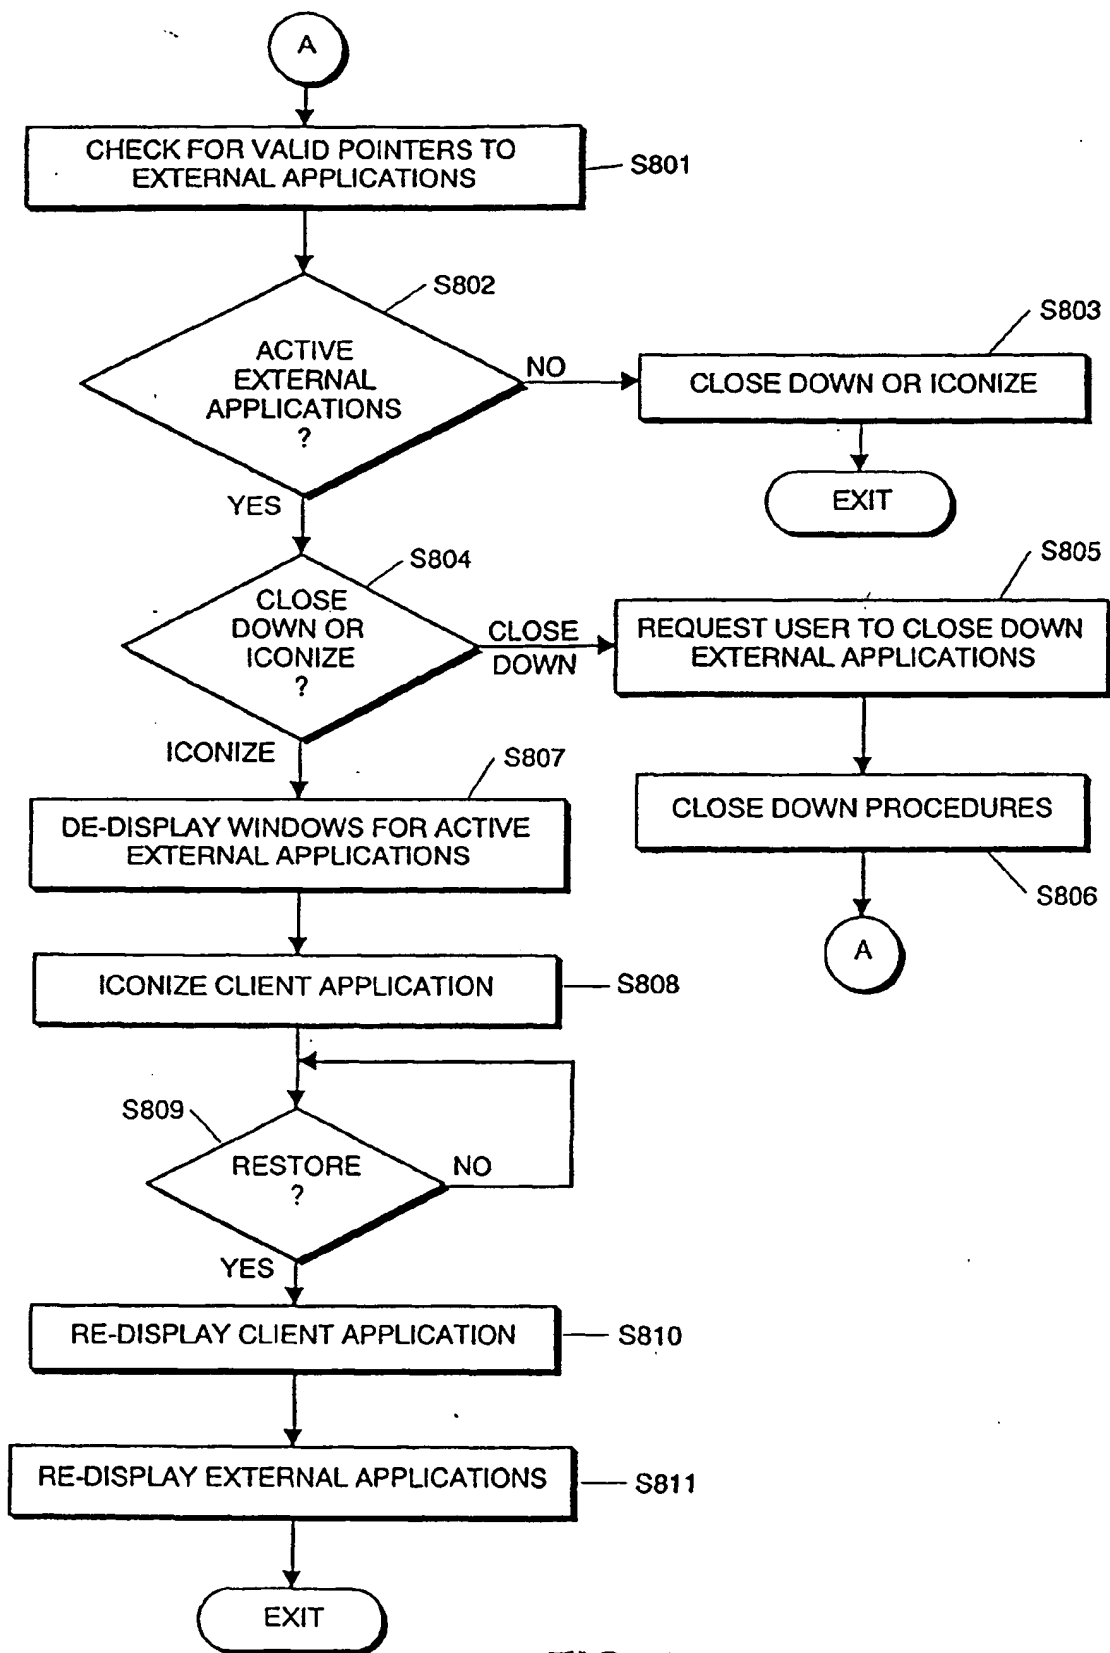 A
CHECK FOR VALID POINTERS TO
EXTERNAL APPLICATIONS
S801
S802
ACTIVE
EXTERNAL
APPLICATIONS
?
NO
YES
S803
CLOSE DOWN OR ICONIZE
EXIT
S804
CLOSE
DOWN OR
ICONIZE
?
CLOSE
DOWN
ICONIZE
S805
REQUEST USER TO CLOSE DOWN
EXTERNAL APPLICATIONS
CLOSE DOWN PROCEDURES
S806
A
S807
DE-DISPLAY WINDOWS FOR ACTIVE
EXTERNAL APPLICATIONS
ICONIZE CLIENT APPLICATION
S808
S809
RESTORE
?
NO
YES
RE-DISPLAY CLIENT APPLICATION
S810
RE-DISPLAY EXTERNAL APPLICATIONS
S811
EXIT